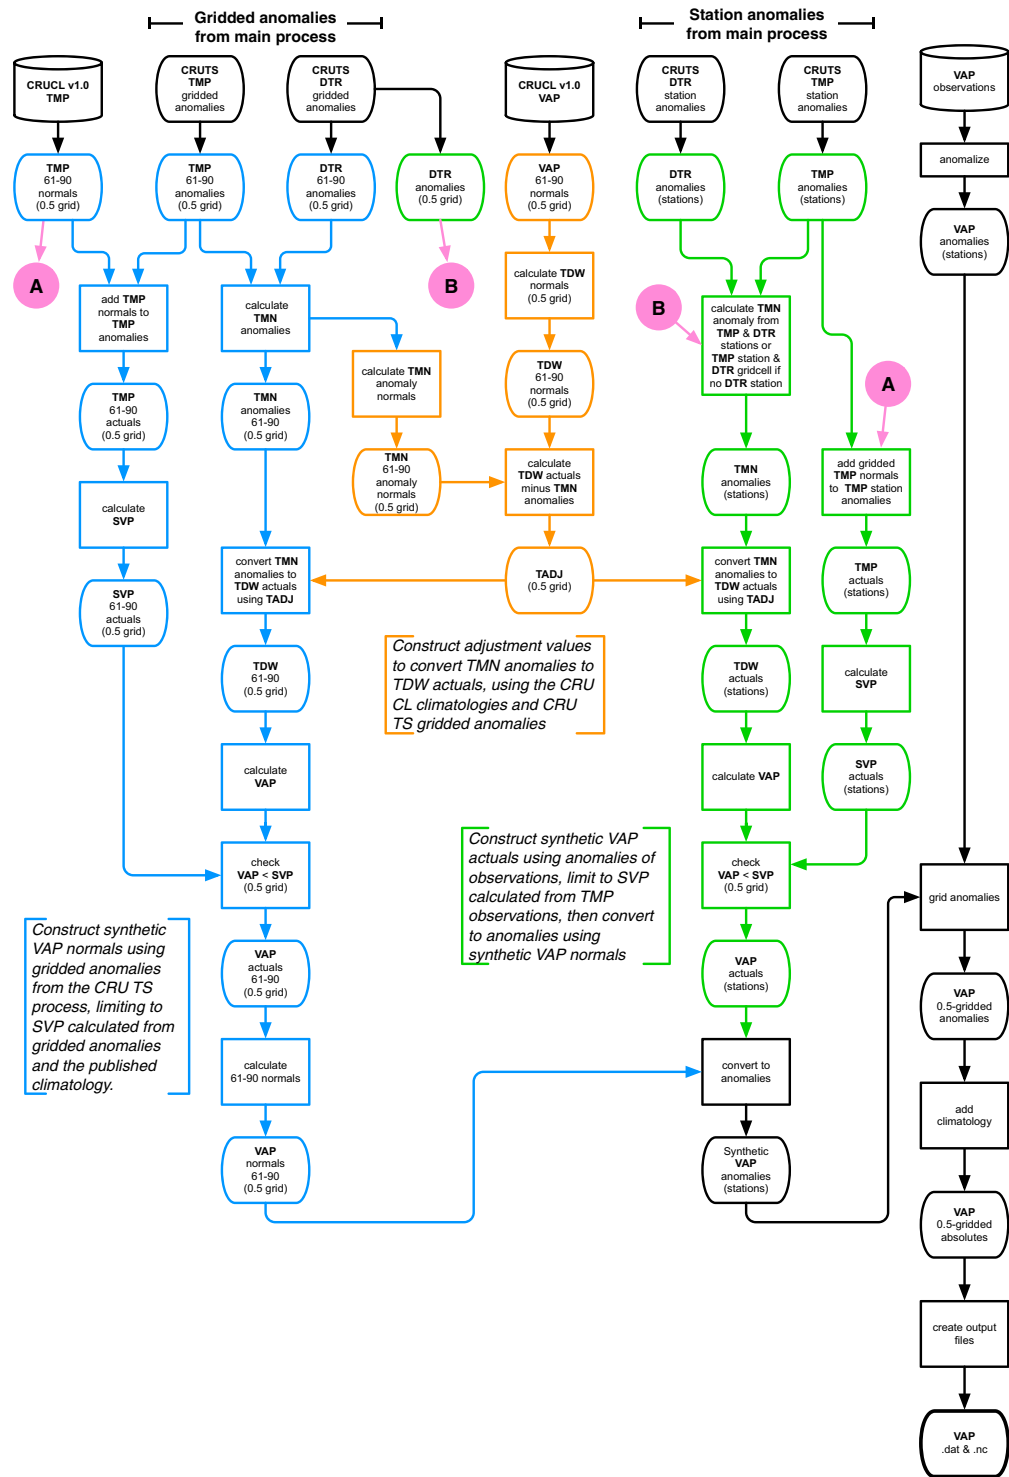 Gridded anomalies
from main process
Station anomalies
from main process
CRUCL v1.0
TMP
CRUTS
TMP
gridded
anomalies
CRUTS
DTR
gridded
anomalies
CRUCL v1.0
VAP
CRUTS
DTR
station
anomalies
CRUTS
TMP
station
anomalies
VAP
observations
anomalize
TMP
61-90
normals
(0.5 grid)
TMP
61-90
anomalies
(0.5 grid)
DTR
61-90
anomalies
(0.5 grid)
DTR
anomalies
(0.5 grid)
VAP
61-90
normals
(0.5 grid)
DTR
anomalies
(stations)
TMP
anomalies
(stations)
VAP
anomalies
(stations)
A
B
add TMP
normals to
TMP
anomalies
calculate
TMN
anomalies
calculate TDW
normals
(0.5 grid)
B
calculate TMN
anomaly from
TMP & DTR
stations or
TMP station &
DTR gridcell if
no DTR station
A
calculate TMN
anomaly
normals
TDW
61-90
normals
(0.5 grid)
TMP
61-90
actuals
(0.5 grid)
TMN
anomalies
61-90
(0.5 grid)
TMN
61-90
anomaly
normals
(0.5 grid)
calculate
TDW actuals
minus TMN
anomalies
TMN
anomalies
(stations)
add gridded
TMP normals
to TMP station
anomalies
calculate
SVP
convert TMN
anomalies to
TDW actuals
using TADJ
TADJ
(0.5 grid)
convert TMN
anomalies to
TDW actuals
using TADJ
TMP
actuals
(stations)
SVP
61-90
actuals
(0.5 grid)
Construct adjustment values
to convert TMN anomalies to
TDW actuals, using the CRU
CL climatologies and CRU
TS gridded anomalies
TDW
61-90
(0.5 grid)
TDW
actuals
(stations)
calculate
SVP
calculate
VAP
calculate VAP
SVP
actuals
(stations)
Construct synthetic VAP
actuals using anomalies of
observations, limit to SVP
calculated from TMP
observations, then convert
to anomalies using
synthetic VAP normals
check
VAP < SVP
(0.5 grid)
check
VAP < SVP
(0.5 grid)
grid anomalies
Construct synthetic
VAP normals using
gridded anomalies
from the CRU TS
process, limiting to
SVP calculated from
gridded anomalies
and the published
climatology.
VAP
actuals
61-90
(0.5 grid)
VAP
actuals
(stations)
VAP
0.5-gridded
anomalies
calculate
61-90 normals
convert to
anomalies
add
climatology
VAP
normals
61-90
(0.5 grid)
Synthetic
VAP
anomalies
(stations)
VAP
0.5-gridded
absolutes
create output
files
VAP
.dat & .nc